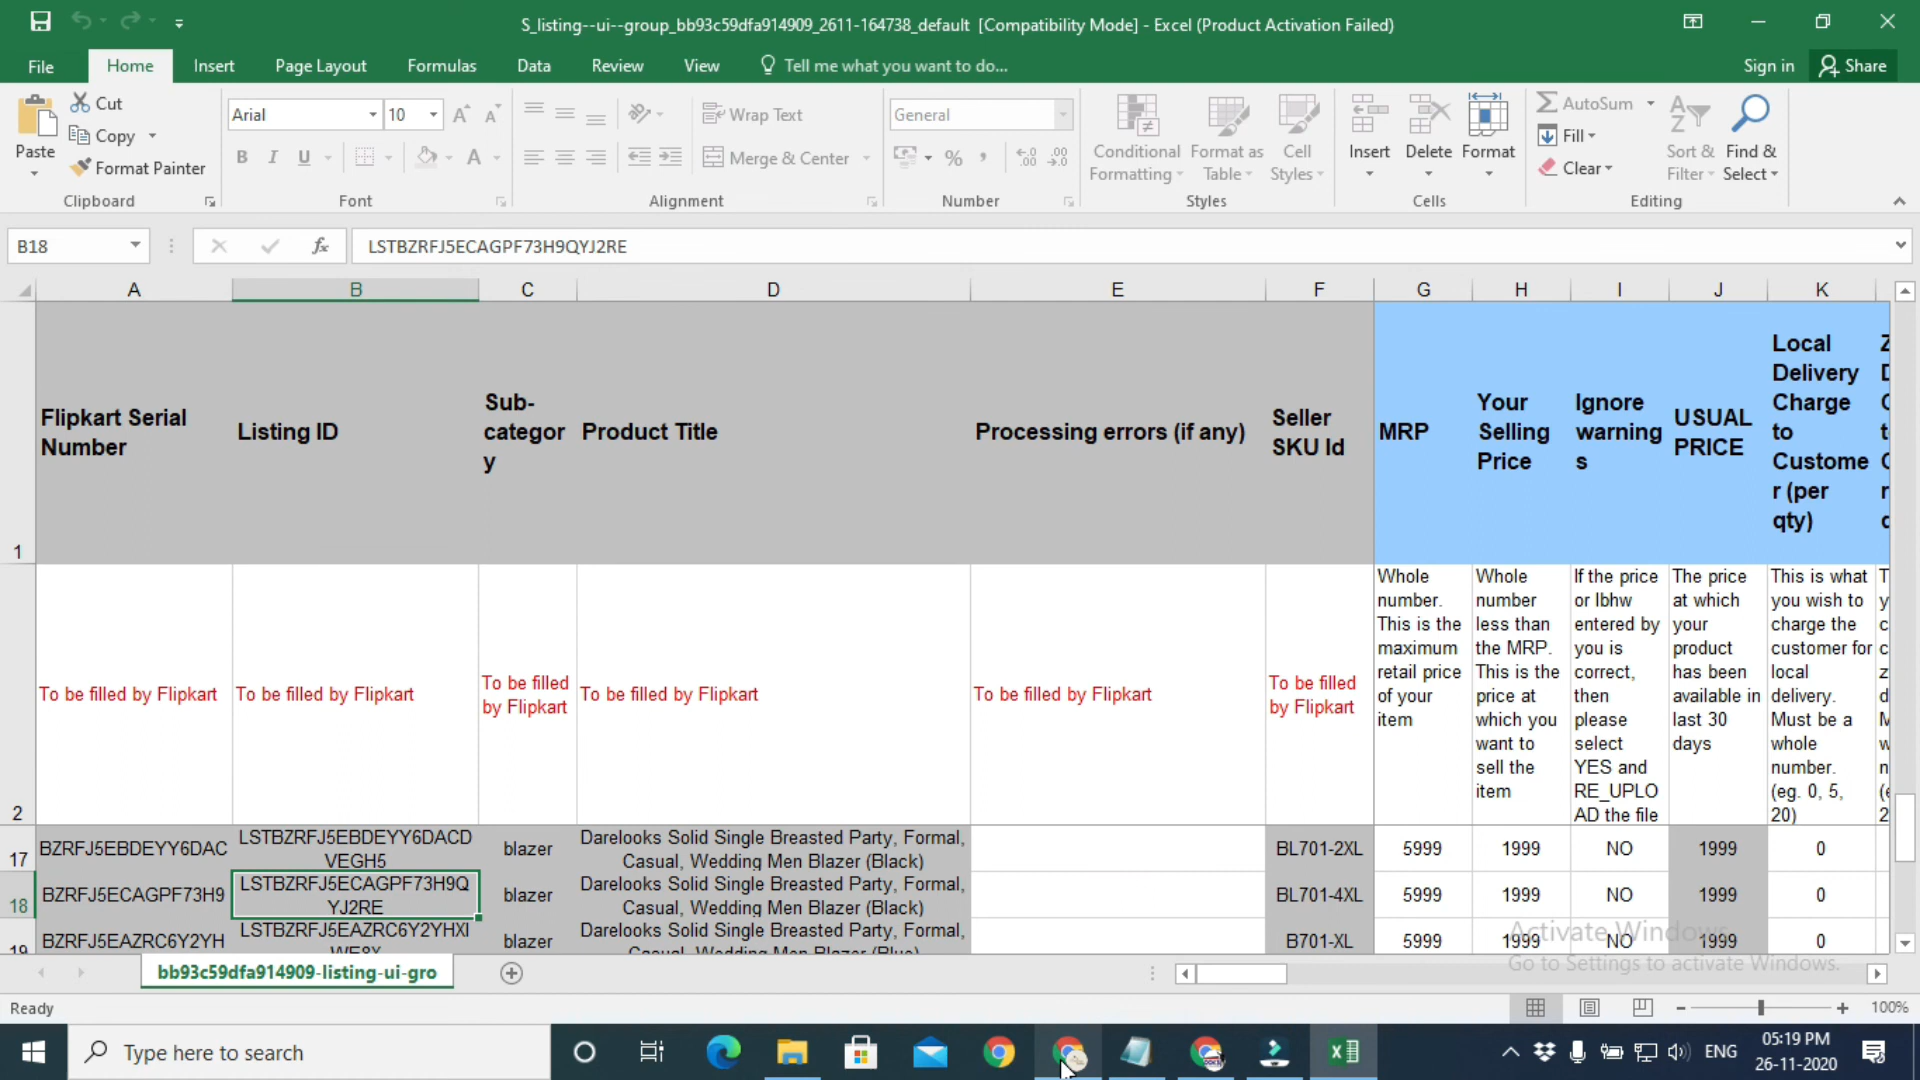 S_listing--ui--group_bb93c59dfa914909_2611-164738_default [Compatibility Mode] - Excel (Product Activation Failed)
File Home Insert Page Layout Formulas Data Review View Tell me what you want to do... Sign in Share
Paste Cut Copy Format Painter Clipboard
Arial 10 B I U A Font
Wrap Text Merge & Center Alignment
General % Number
Conditional Formatting Format as Table Cell Styles Styles
Insert Delete Format Cells
AutoSum Fill Clear Sort & Filter Find & Select Editing
B18 fx LSTBZRFJ5ECAGPF73H9QYJ2RE
A B C D E F G H I J K
1
Flipkart Serial
Number
Listing ID
Sub-
categor
y
Product Title
Processing errors (if any)
Seller
SKU Id
MRP
Your
Selling
Price
Ignore
warning
s
USUAL
PRICE
Local
Delivery
Charge
to
Custome
r (per
qty)
2
To be filled by Flipkart
To be filled by Flipkart
To be filled
by Flipkart
To be filled by Flipkart
To be filled by Flipkart
To be filled
by Flipkart
Whole
number.
This is the
maximum
retail price
of your
item
Whole
number
less than
the MRP.
This is the
price at
which you
want to
sell the
item
If the price
or lbhw
entered by
you is
correct,
then
please
select
YES and
RE_UPLO
AD the file
The price
at which
your
product
has been
available in
last 30
days
This is what
you wish to
charge the
customer for
local
delivery.
Must be a
whole
number.
(eg. 0, 5,
20)
17 BZRFJ5EBDEYY6DAC LSTBZRFJ5EBDEYY6DACD
VEGH5 blazer Darelooks Solid Single Breasted Party, Formal,
Casual, Wedding Men Blazer (Black) BL701-2XL 5999 1999 NO 1999 0
18 BZRFJ5ECAGPF73H9 LSTBZRFJ5ECAGPF73H9Q
YJ2RE blazer Darelooks Solid Single Breasted Party, Formal,
Casual, Wedding Men Blazer (Black) BL701-4XL 5999 1999 NO 1999 0
19 BZRFJ5EAZRC6Y2YH LSTBZRFJ5EAZRC6Y2YHXI
blazer Darelooks Solid Single Breasted Party, Formal,
Casual, Wedding Men Blazer (Blue) B701-XL 5999 1999 NO 1999 0
Activate Windows
Go to Settings to activate Windows.
bb93c59dfa914909-listing-ui-gro
Ready 100%
Type here to search
ENG 05:19 PM
26-11-2020